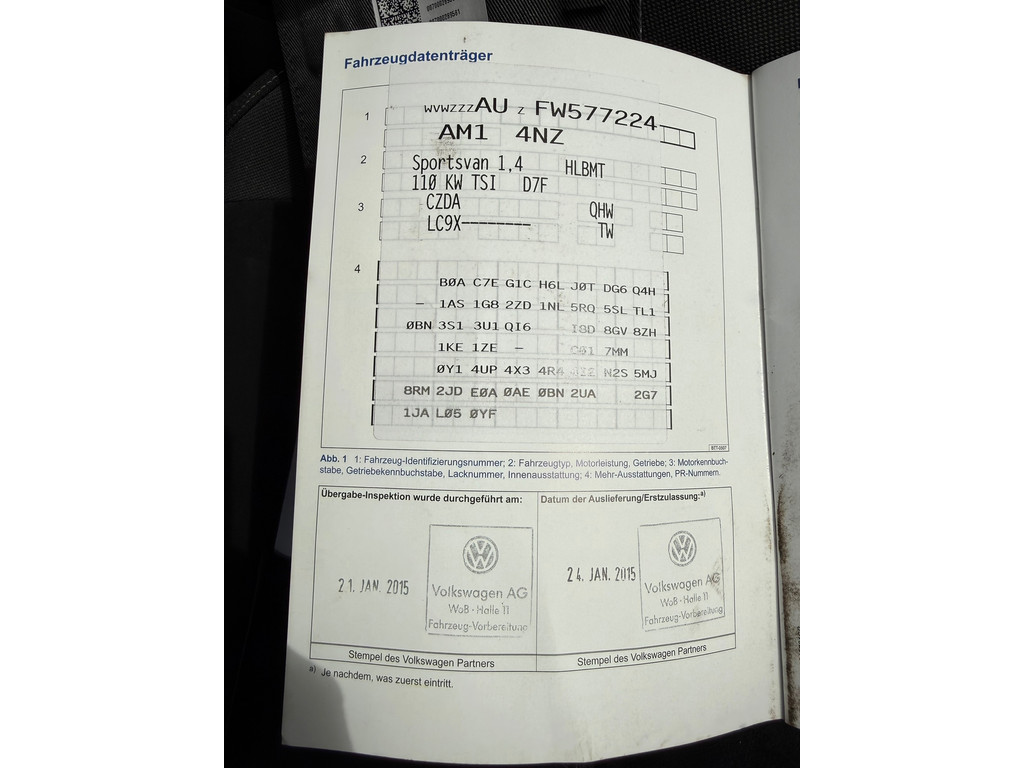 Fahrzeugdatenträger
1 WVWZZZAU Z FW577224
AM1 4NZ
2 Sportsvan 1,4 HLBMT
110 KW TSI D7F
3 CZDA QHW
LC9X-------- TW
4
B0A C7E G1C H6L J0T DG6 Q4H
– 1AS 1G8 2ZD 1NL 5RQ 5SL TL1
0BN 3S1 3U1 QI6 I8D 8GV 8ZH
1KE 1ZE – 7MM
0Y1 4UP 4X3 4R4 N2S 5MJ
8RM 2JD E0A 0AE 0BN 2UA 2G7
1JA L05 0YF
Abb. 1 1: Fahrzeug-Identifizierungsnummer; 2: Fahrzeugtyp, Motorleistung, Getriebe; 3: Motorkennbuch-
stabe, Getriebekennbuchstabe, Lacknummer, Innenausstattung; 4: Mehr-Ausstattungen, PR-Nummern.
Übergabe-Inspektion wurde durchgeführt am:
21. JAN. 2015
Volkswagen AG
WoB - Halle 11
Fahrzeug-Vorbereitung
Stempel des Volkswagen Partners
Datum der Auslieferung/Erstzulassung:a)
24. JAN. 2015
Volkswagen AG
WoB - Halle 11
Fahrzeug-Vorbereitung
Stempel des Volkswagen Partners
a) Je nachdem, was zuerst eintritt.